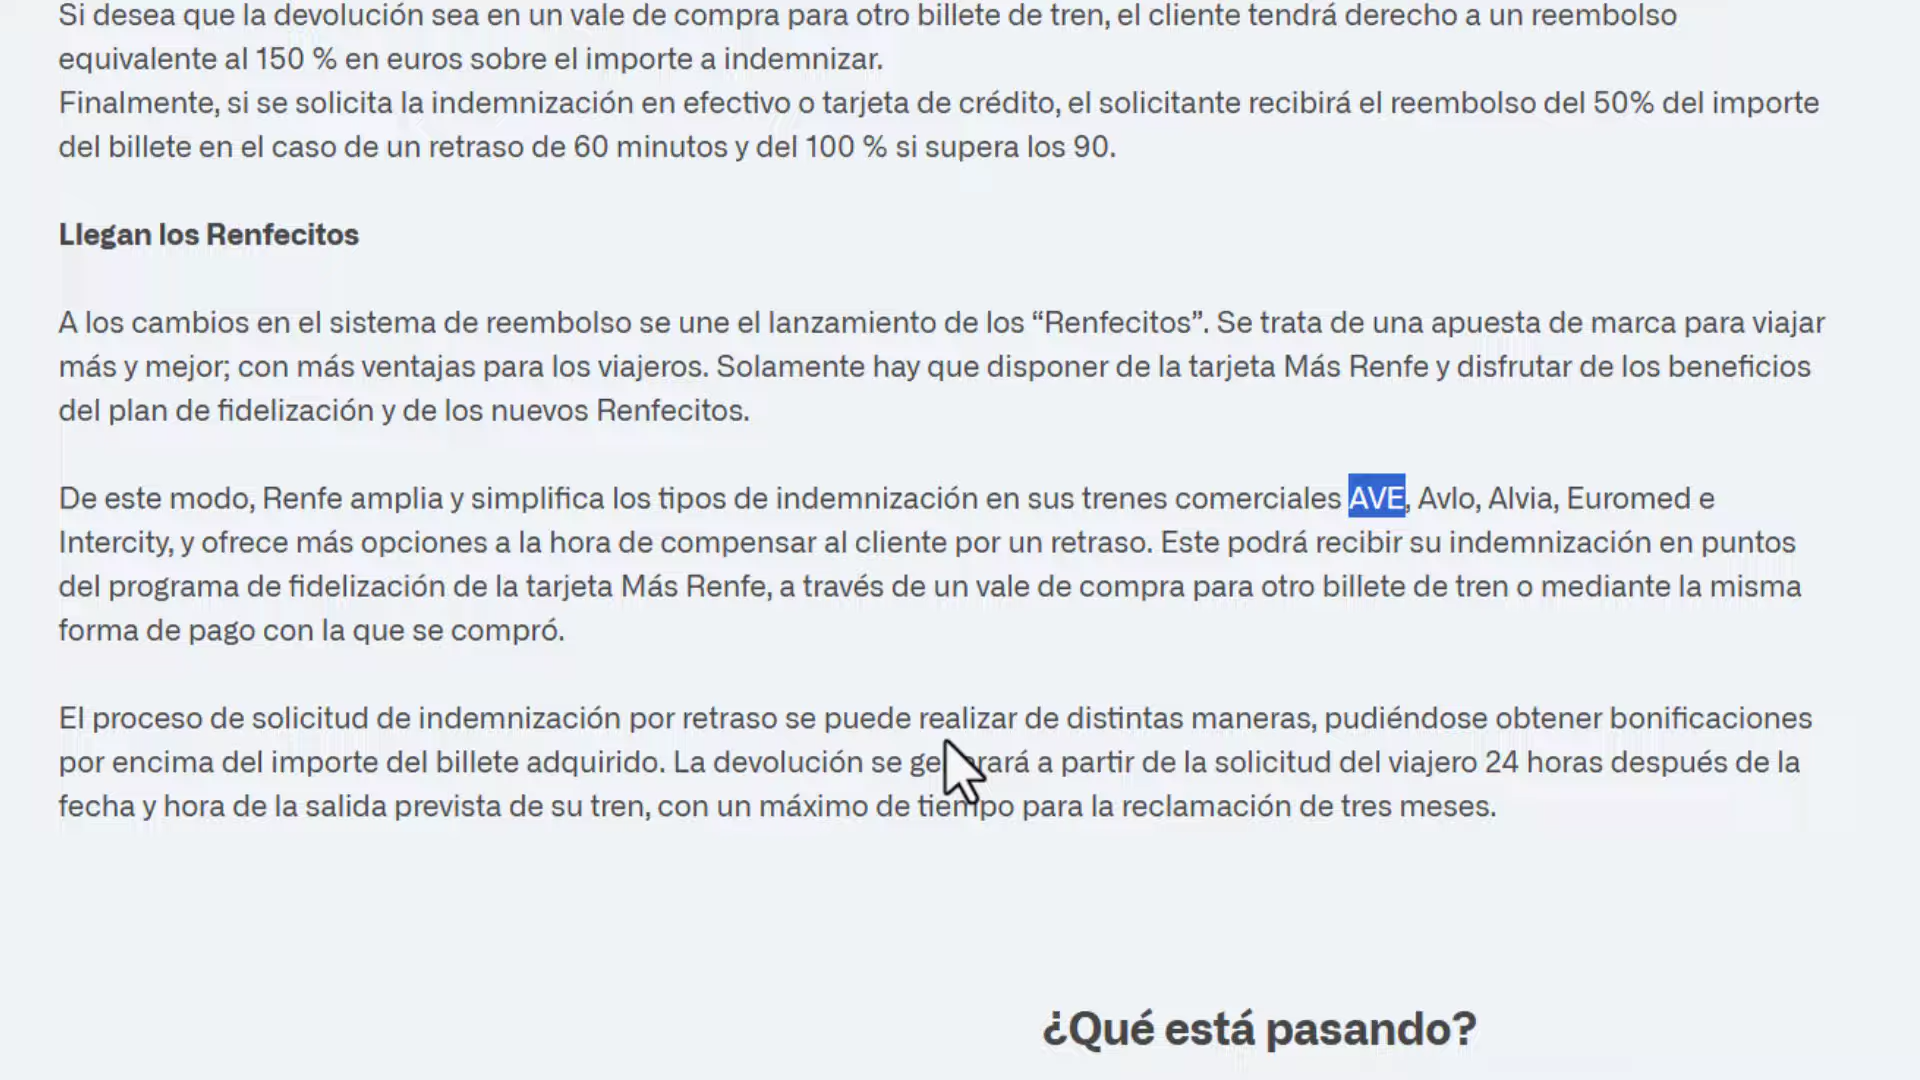 Si desea que la devolución sea en un vale de compra para otro billete de tren, el cliente tendrá derecho a un reembolso
equivalente al 150 % en euros sobre el importe a indemnizar.
Finalmente, si se solicita la indemnización en efectivo o tarjeta de crédito, el solicitante recibirá el reembolso del 50% del importe
del billete en el caso de un retraso de 60 minutos y del 100 % si supera los 90.
Llegan los Renfecitos
A los cambios en el sistema de reembolso se une el lanzamiento de los “Renfecitos”. Se trata de una apuesta de marca para viajar
más y mejor; con más ventajas para los viajeros. Solamente hay que disponer de la tarjeta Más Renfe y disfrutar de los beneficios
del plan de fidelización y de los nuevos Renfecitos.
De este modo, Renfe amplia y simplifica los tipos de indemnización en sus trenes comerciales AVE, Avlo, Alvia, Euromed e
Intercity, y ofrece más opciones a la hora de compensar al cliente por un retraso. Este podrá recibir su indemnización en puntos
del programa de fidelización de la tarjeta Más Renfe, a través de un vale de compra para otro billete de tren o mediante la misma
forma de pago con la que se compró.
El proceso de solicitud de indemnización por retraso se puede realizar de distintas maneras, pudiéndose obtener bonificaciones
por encima del importe del billete adquirido. La devolución se generará a partir de la solicitud del viajero 24 horas después de la
fecha y hora de la salida prevista de su tren, con un máximo de tiempo para la reclamación de tres meses.
¿Qué está pasando?